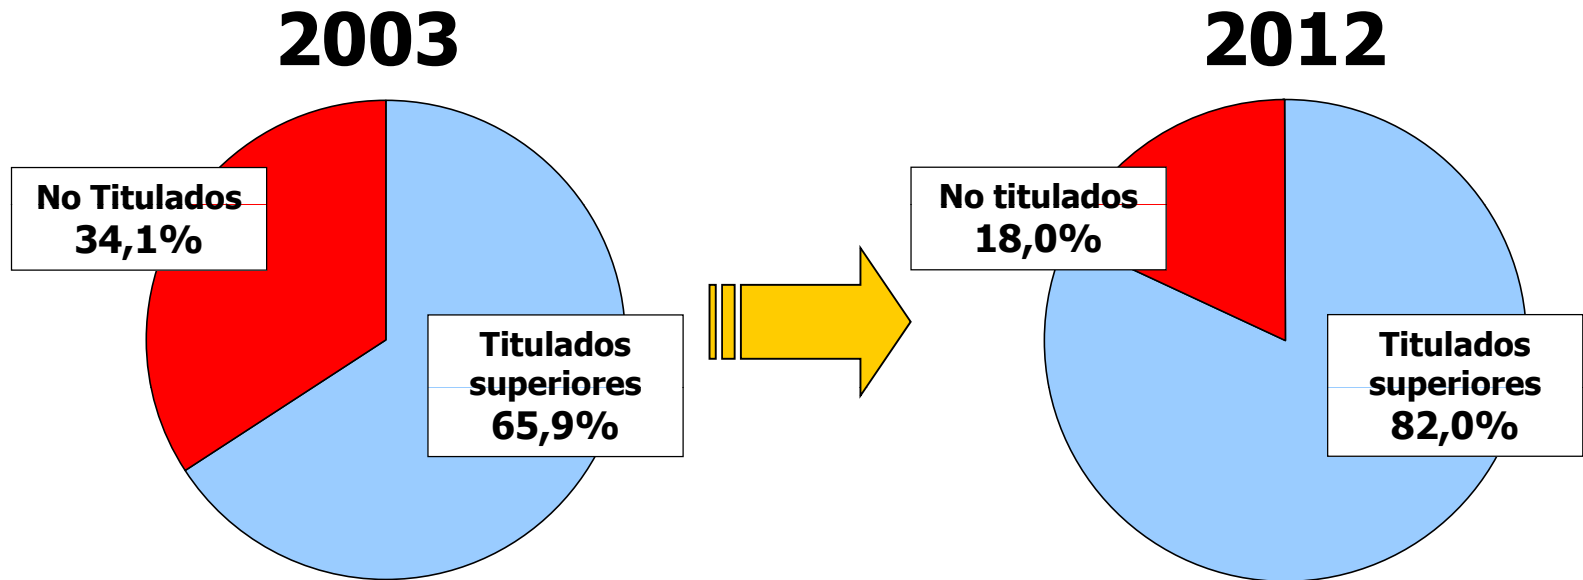 2003
No Titulados
34,1%
Titulados
superiores
65,9%
2012
No titulados
18,0%
Titulados
superiores
82,0%